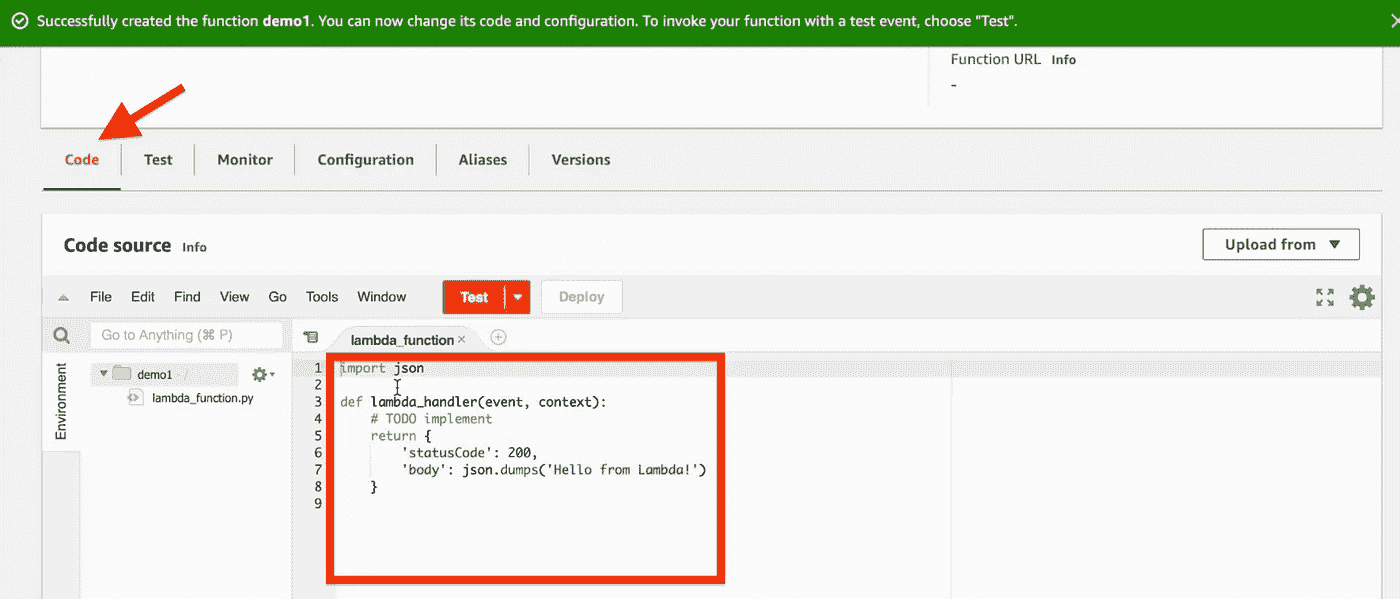 Successfully created the function demo1. You can now change its code and configuration. To invoke your function with a test event, choose "Test".
Function URL Info
-
Code Test Monitor Configuration Aliases Versions
Code source Info
Upload from
File Edit Find View Go Tools Window Test Deploy
Go to Anything (⌘ P)
lambda_function
Environment
demo1 - /
lambda_function.py
1 import json
2
3 def lambda_handler(event, context):
4     # TODO implement
5     return {
6         'statusCode': 200,
7         'body': json.dumps('Hello from Lambda!')
8     }
9